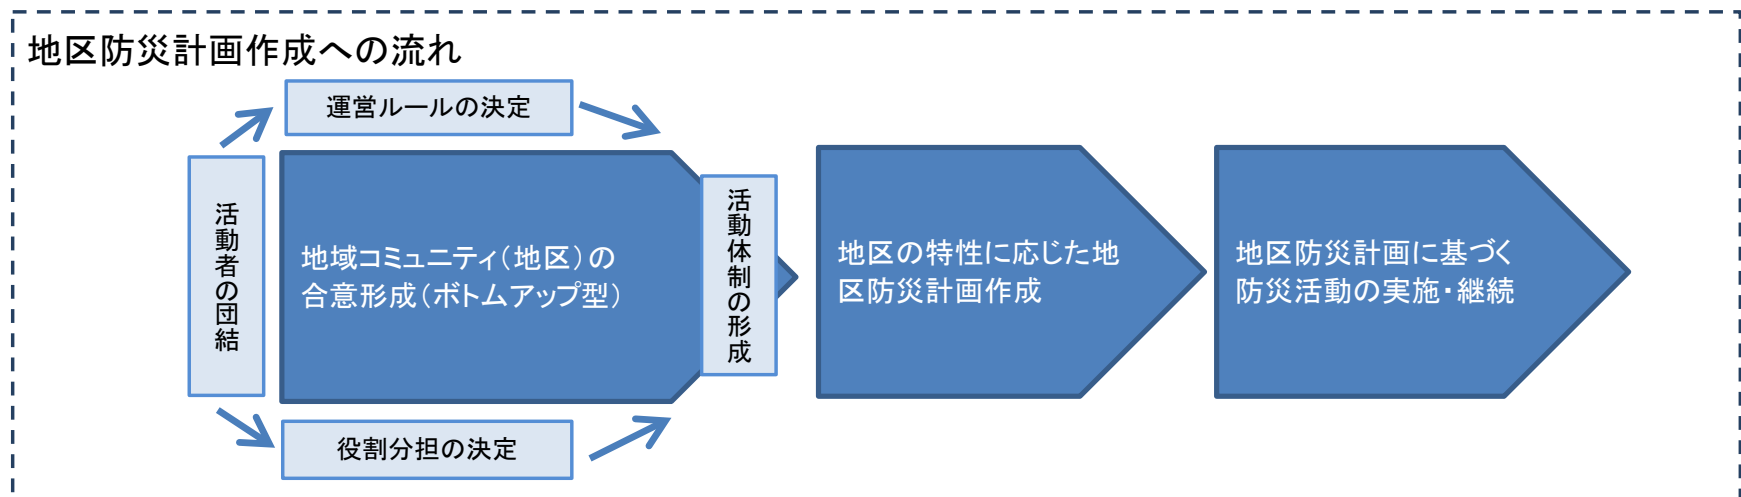 地区防災計画作成への流れ
運営ルールの決定
活動者の団結
地域コミュニティ(地区)の
合意形成(ボトムアップ型)
活動体制の形成
役割分担の決定
地区の特性に応じた地
区防災計画作成
地区防災計画に基づく
防災活動の実施・継続